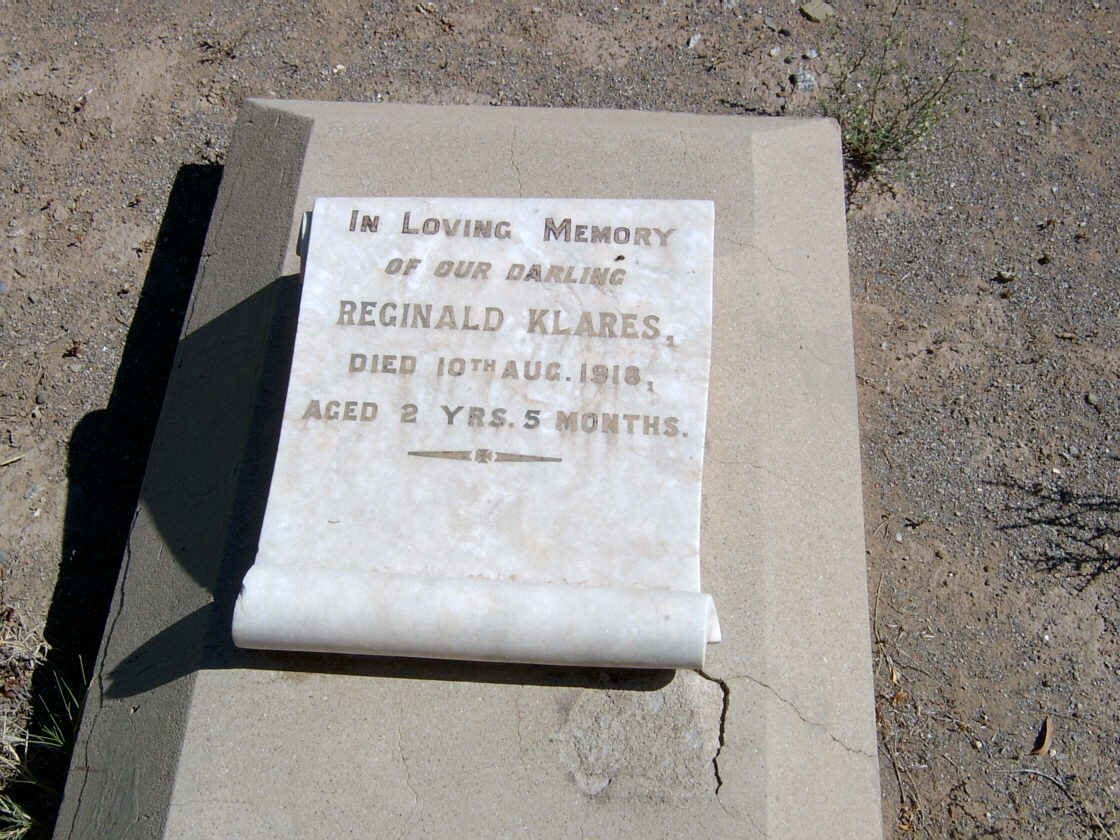 IN LOVING MEMORY
OF OUR DARLING
REGINALD KLARES,
DIED 10TH AUG. 1918,
AGED 2 YRS. 5 MONTHS.